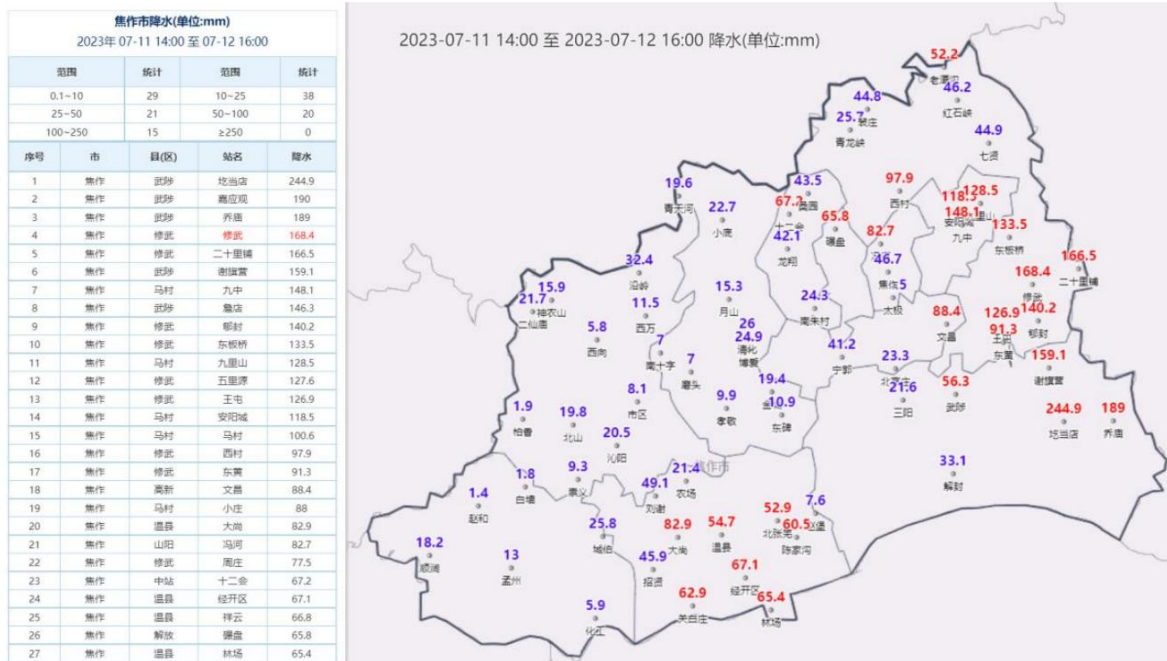 焦作市降水(单位:mm)
2023年 07-11 14:00 至 07-12 16:00
范围 统计 范围 统计
0.1~10 29 10~25 38
25~50 21 50~100 20
100~250 15 ≥250 0
序号 市 县(区) 站名 降水
1 焦作 武陟 圪当店 244.9
2 焦作 武陟 嘉应观 190
3 焦作 武陟 乔庙 189
4 焦作 修武 修武 168.4
5 焦作 修武 二十里铺 166.5
6 焦作 武陟 谢旗营 159.1
7 焦作 马村 九中 148.1
8 焦作 武陟 詹店 146.3
9 焦作 修武 郇封 140.2
10 焦作 修武 东板桥 133.5
11 焦作 马村 九里山 128.5
12 焦作 修武 五里源 127.6
13 焦作 修武 王屯 126.9
14 焦作 马村 安阳城 118.5
15 焦作 马村 马村 100.6
16 焦作 修武 西村 97.9
17 焦作 修武 东黄 91.3
18 焦作 高新 文昌 88.4
19 焦作 马村 小庄 88
20 焦作 温县 大尚 82.9
21 焦作 山阳 冯河 82.7
22 焦作 修武 周庄 77.5
23 焦作 中站 十二会 67.2
24 焦作 温县 经开区 67.1
25 焦作 温县 祥云 66.8
26 焦作 解放 碾盘 65.8
27 焦作 温县 林场 65.4
2023-07-11 14:00 至 2023-07-12 16:00 降水(单位:mm)
52.2
46.2
红石峡
44.8
25.7
青龙峡
44.9
七贤
19.6
青天河
43.5
97.9
西村
118.5
安阳城
128.5
22.7
小底
67.2
十二会
65.8
碾盘
148.1
九中
133.5
东板桥
42.1
龙翔
82.7
166.5
二十里铺
32.4
沿岭
46.7
焦作
168.4
修武
15.9
神农山
21.7
二仙庙
11.5
西万
15.3
月山
24.3
南朱村
5
太极
88.4
文昌
126.9
140.2
郇封
5.8
西向
26
24.9
博爱
91.3
东黄
7
南十字
7
磨头
41.2
宁郭
23.3
159.1
谢旗营
8.1
市区
19.4
21.6
三阳
56.3
武陟
1.9
柏香
19.8
北山
9.9
孝敬
10.9
东碑
244.9
圪当店
189
乔庙
20.5
沁阳
焦作市
33.1
解封
1.8
白墙
9.3
崇义
21.4
农场
1.4
赵和
49.1
刘谢
7.6
25.8
城伯
82.9
大尚
54.7
温县
52.9
北张羌
60.5
陈家沟
18.2
顺涧
13
孟州
45.9
招贤
67.1
经开区
5.9
化工
62.9
关白庄
65.4
林场